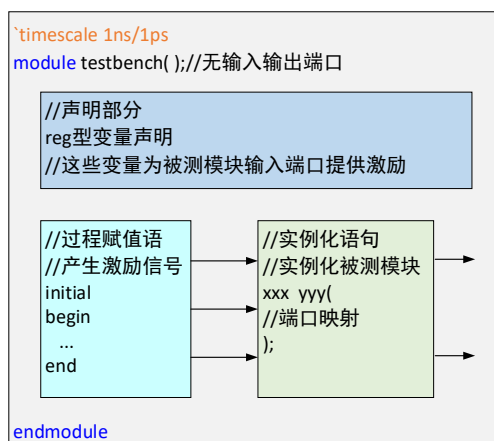 `timescale 1ns/1ps
module testbench( );//无输入输出端口
//声明部分
reg型变量声明
//这些变量为被测模块输入端口提供激励
//过程赋值语
//产生激励信号
initial
begin
...
end
//实例化语句
//实例化被测模块
xxx yyy(
//端口映射
);
endmodule